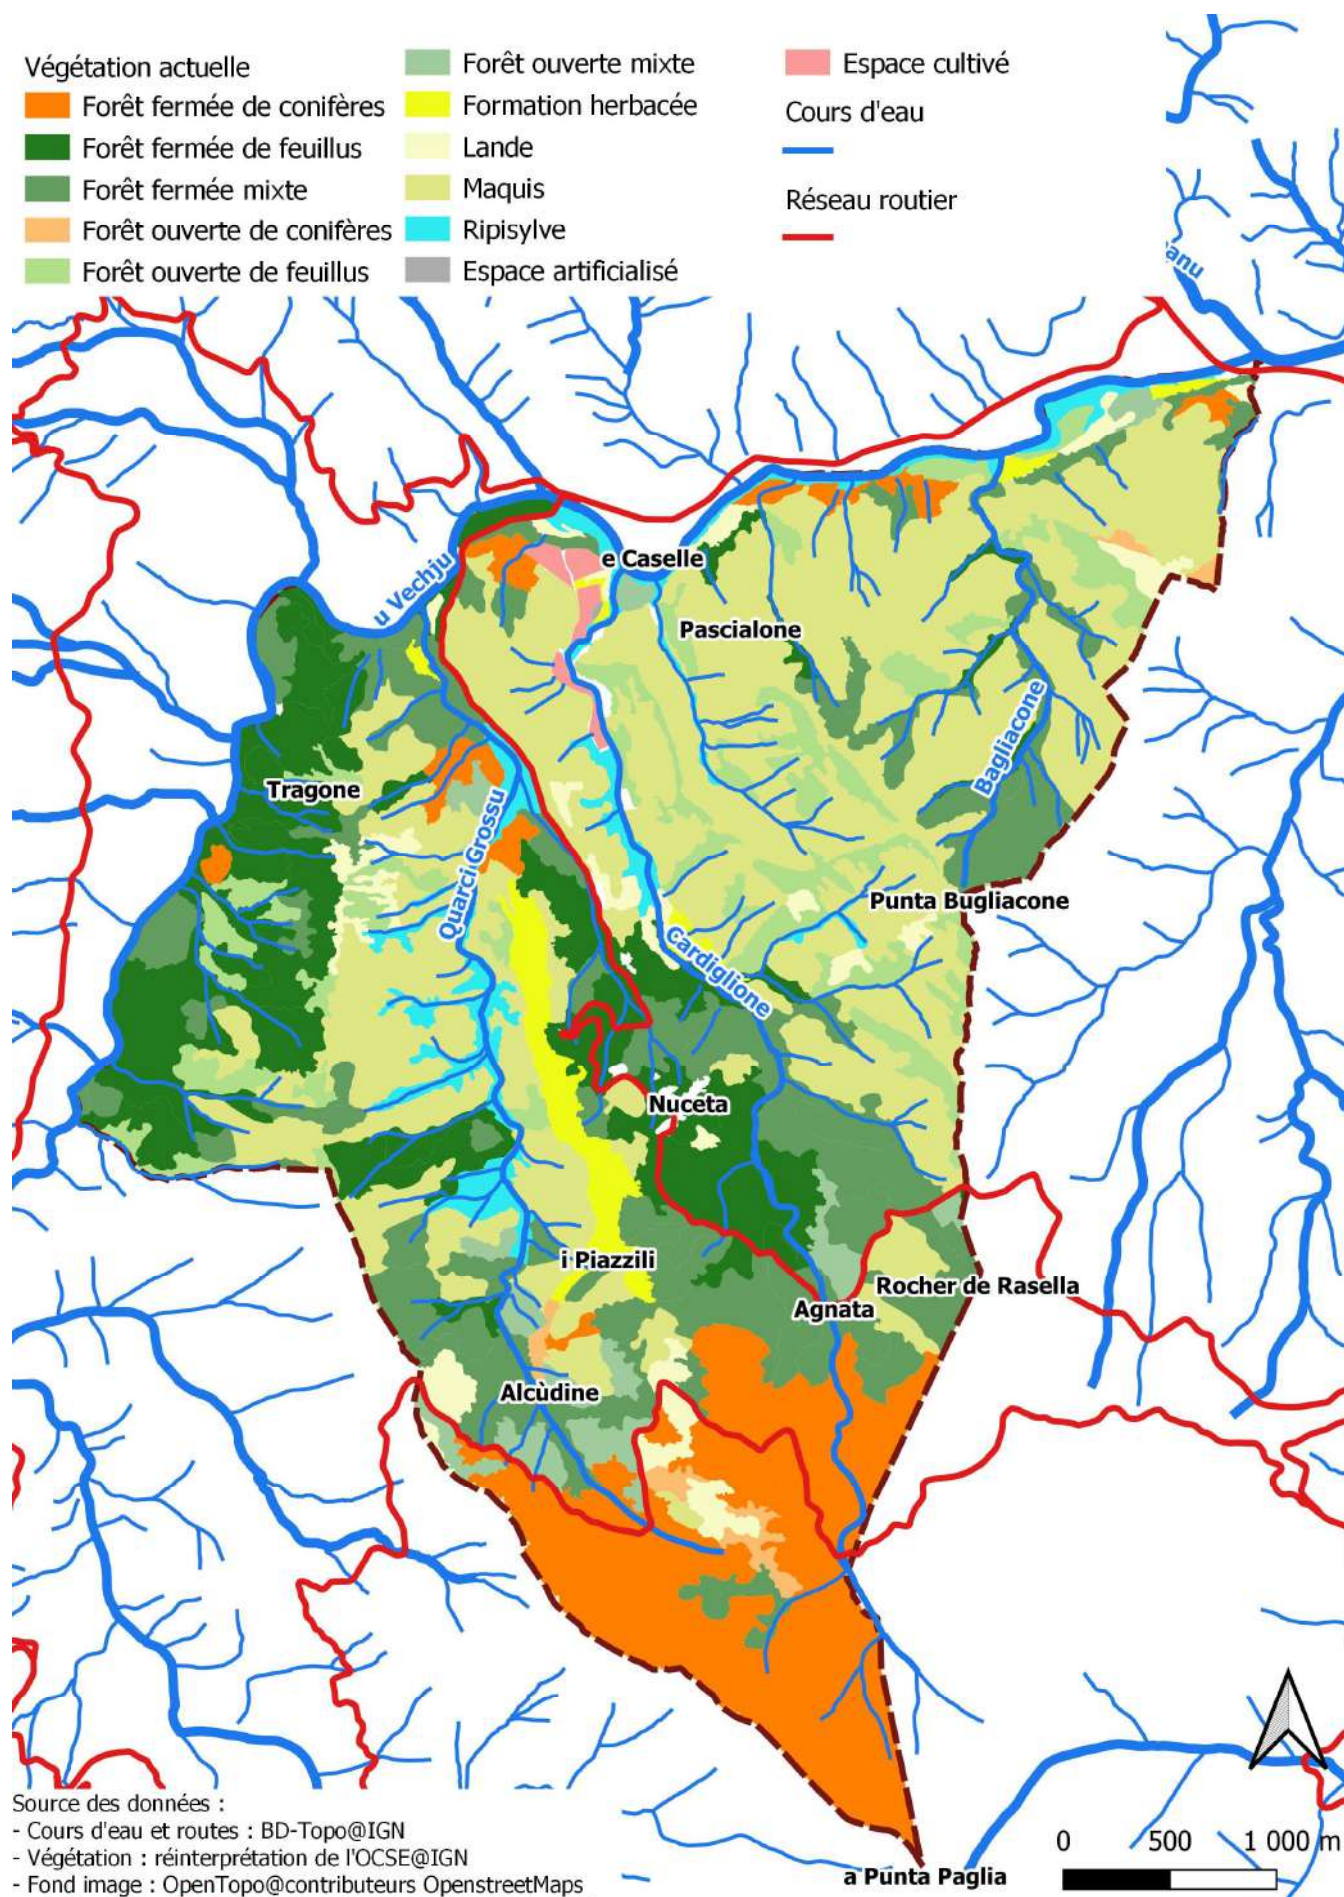 Végétation actuelle
Forêt fermée de conifères
Forêt fermée de feuillus
Forêt fermée mixte
Forêt ouverte de conifères
Forêt ouverte de feuillus
Forêt ouverte mixte
Formation herbacée
Lande
Maquis
Ripisylve
Espace artificialisé
Espace cultivé
Cours d'eau
Réseau routier
anu
e Caselle
u Vechju
Pascialone
Bagliacone
Tragone
Quarci Grossu
Punta Bugliacone
Cardiglione
Nuceta
i Piazzili
Rocher de Rasella
Agnata
Alcùdine
Source des données :
- Cours d'eau et routes : BD-Topo@IGN
- Végétation : réinterprétation de l'OCSE@IGN
- Fond image : OpenTopo@contributeurs OpenstreetMaps
a Punta Paglia
0 500 1 000 m